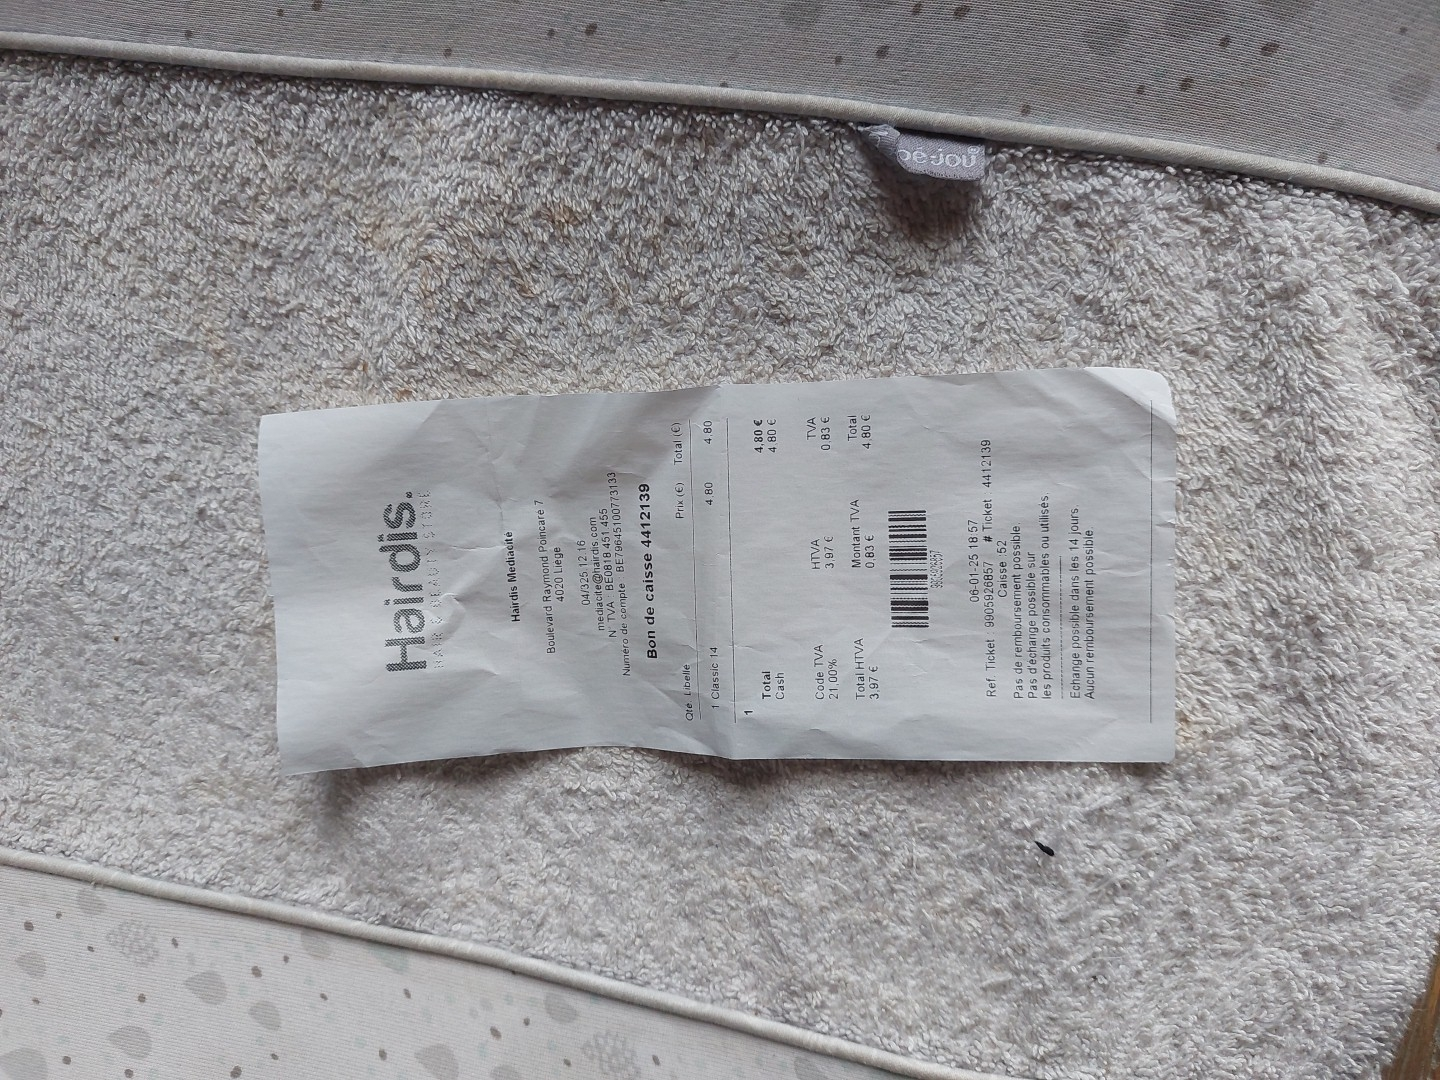 bébé-jou®
Hairdis.
HAIR & BEAUTY STORE
Hairdis Mediacité
Boulevard Raymond Poincaré 7
4020 Liege
04/325.12.16
mediacite@hairdis.com
N° TVA : BE0818.451.455
Numéro de compte BE79645100773133
Bon de caisse 4412139
Qté Libellé Prix (€) Total (€)
1 Classic 14 4.80 4.80
1
Total 4,80 €
Cash 4.80 €
Code TVA HTVA TVA
21,00% 3,97 € 0.83 €
Total HTVA Montant TVA Total
3,97 € 0.83 € 4,80 €
9905926857
06-01-25 18:57
Ref. Ticket 9905926857 # Ticket 4412139
Caisse :52
Pas de remboursement possible
Pas d'échange possible sur
les produits consommables ou utilisés
Echange possible dans les 14 jours
Aucun remboursement possible